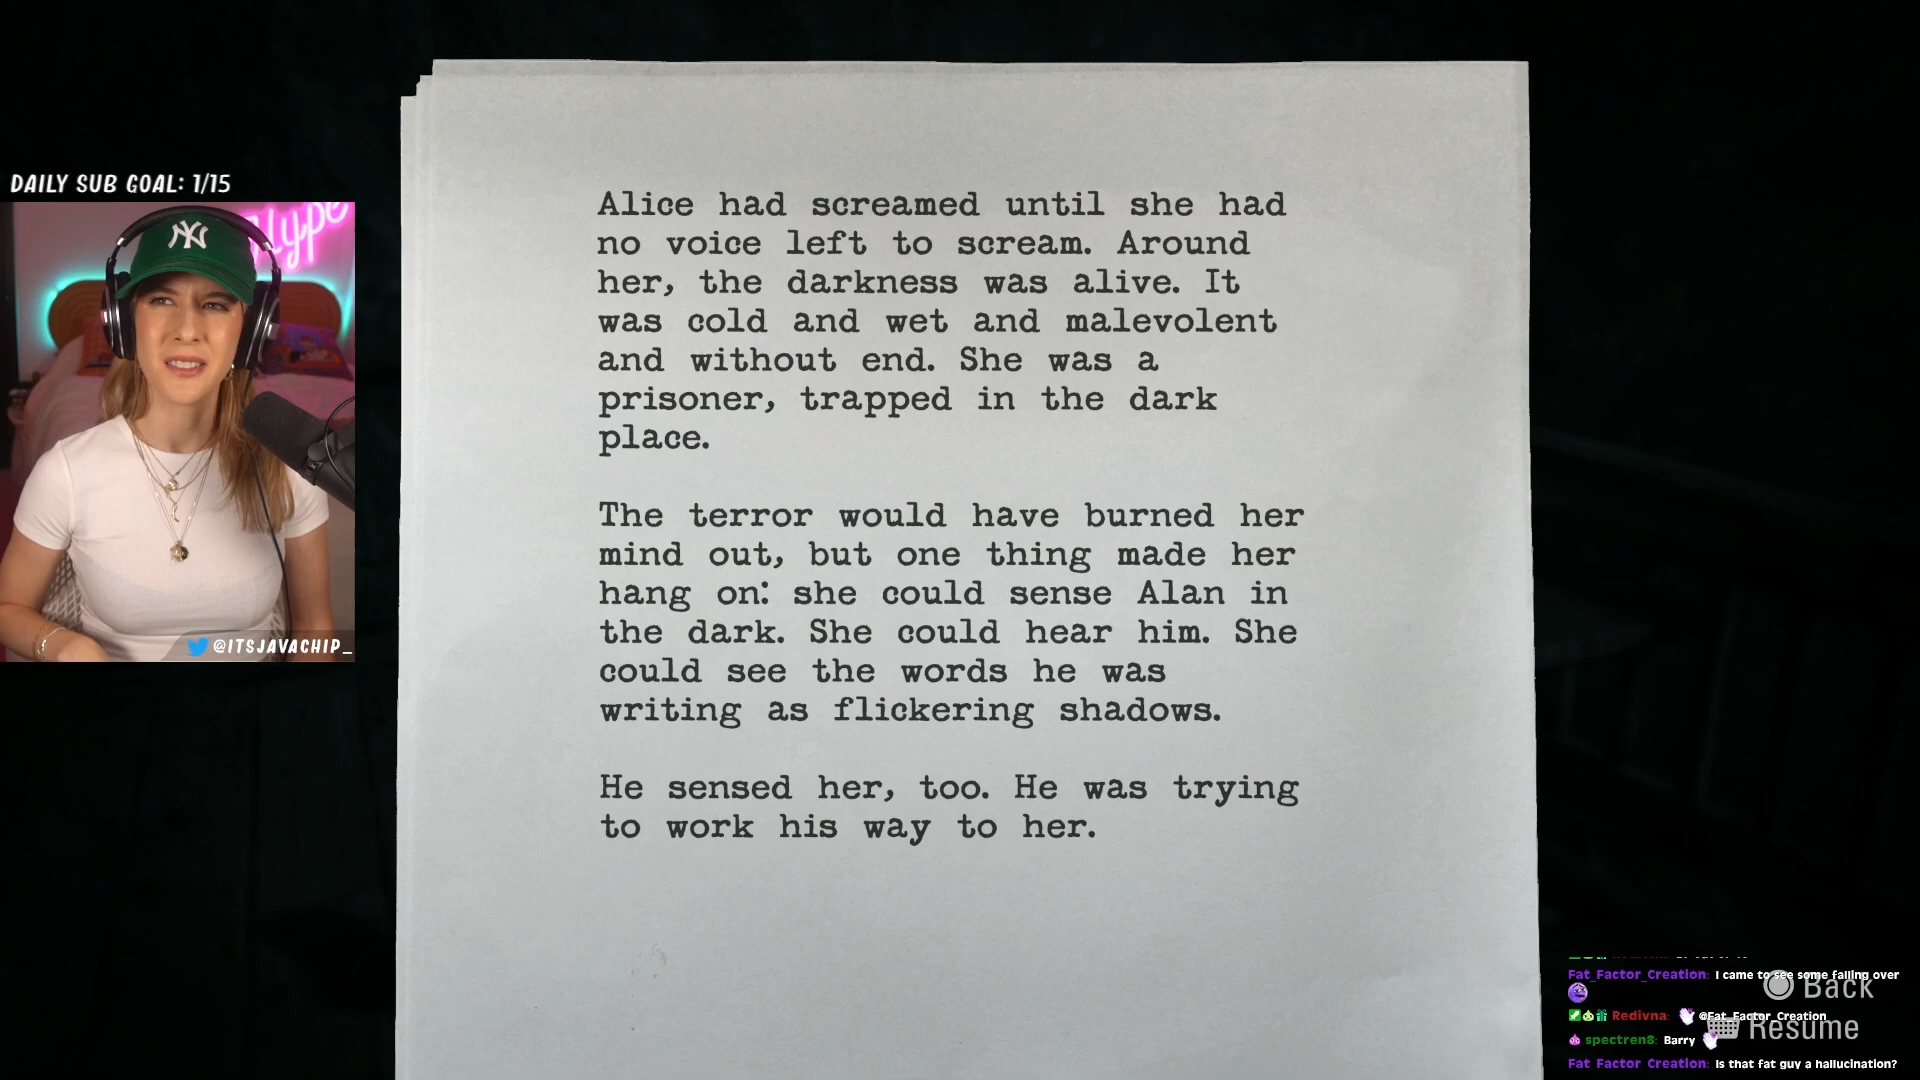 DAILY SUB GOAL: 1/15
Hype
NY
@ITSJAVACHIP_
Alice had screamed until she had
no voice left to scream. Around
her, the darkness was alive. It
was cold and wet and malevolent
and without end. She was a
prisoner, trapped in the dark
place.
The terror would have burned her
mind out, but one thing made her
hang on: she could sense Alan in
the dark. She could hear him. She
could see the words he was
writing as flickering shadows.
He sensed her, too. He was trying
to work his way to her.
Fat_Factor_Creation: I came to see some falling over
Back
Redivna: @Fat_Factor_Creation
Resume
spectren8: Barry
Fat_Factor_Creation: Is that fat guy a hallucination?